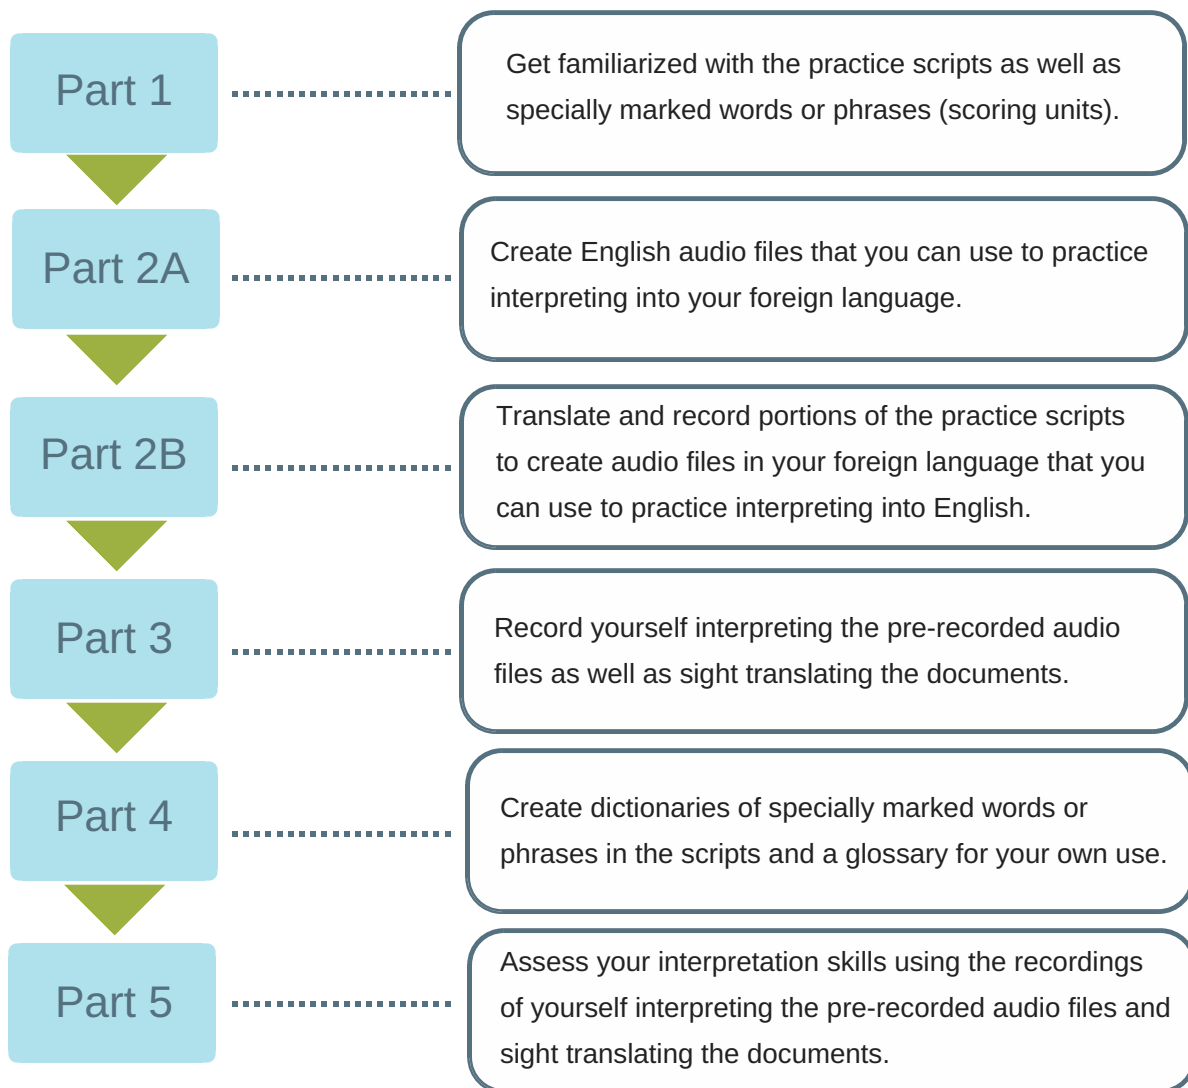 Part 1
Get familiarized with the practice scripts as well as
specially marked words or phrases (scoring units).
Part 2A
Create English audio files that you can use to practice
interpreting into your foreign language.
Part 2B
Translate and record portions of the practice scripts
to create audio files in your foreign language that you
can use to practice interpreting into English.
Part 3
Record yourself interpreting the pre-recorded audio
files as well as sight translating the documents.
Part 4
Create dictionaries of specially marked words or
phrases in the scripts and a glossary for your own use.
Part 5
Assess your interpretation skills using the recordings
of yourself interpreting the pre-recorded audio files and
sight translating the documents.